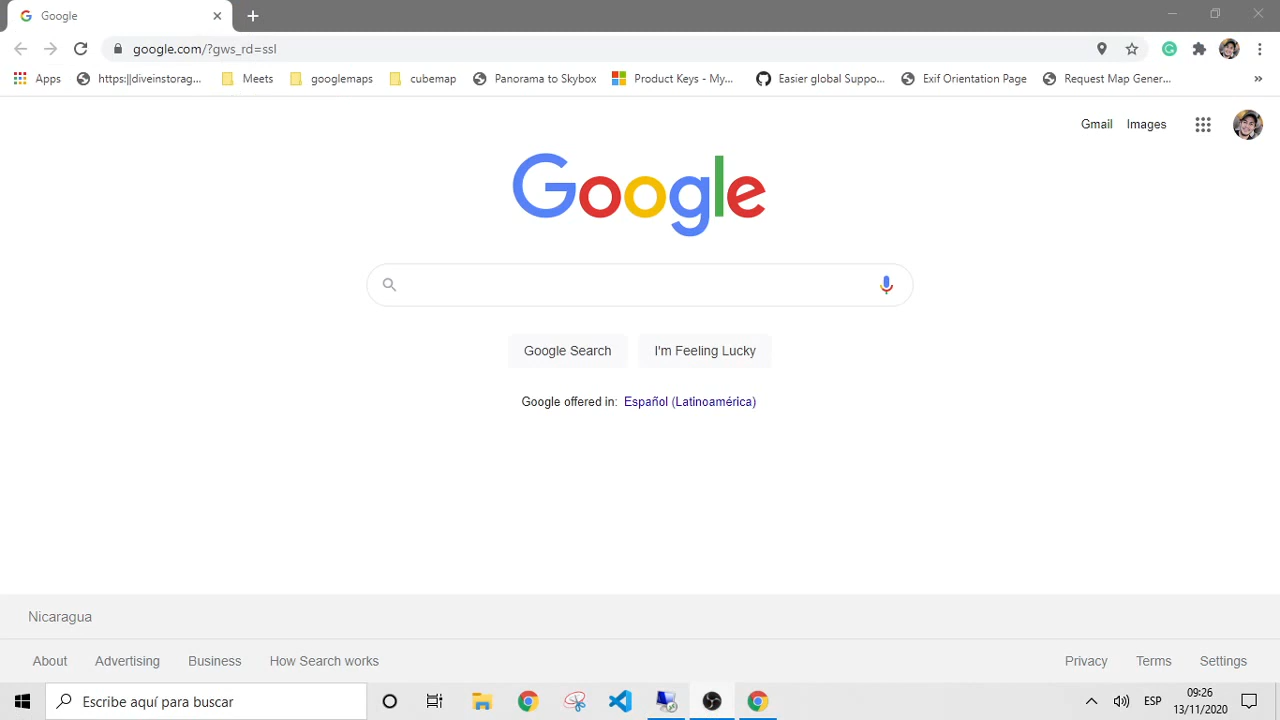 Google
google.com/?gws_rd=ssl
Apps https://diveinstorag... Meets googlemaps cubemap Panorama to Skybox Product Keys - My... Easier global Suppo... Exif Orientation Page Request Map Gener... »
Gmail Images
Google
Google Search I'm Feeling Lucky
Google offered in: Español (Latinoamérica)
Nicaragua
About Advertising Business How Search works Privacy Terms Settings
Escribe aquí para buscar ESP 09:26
13/11/2020